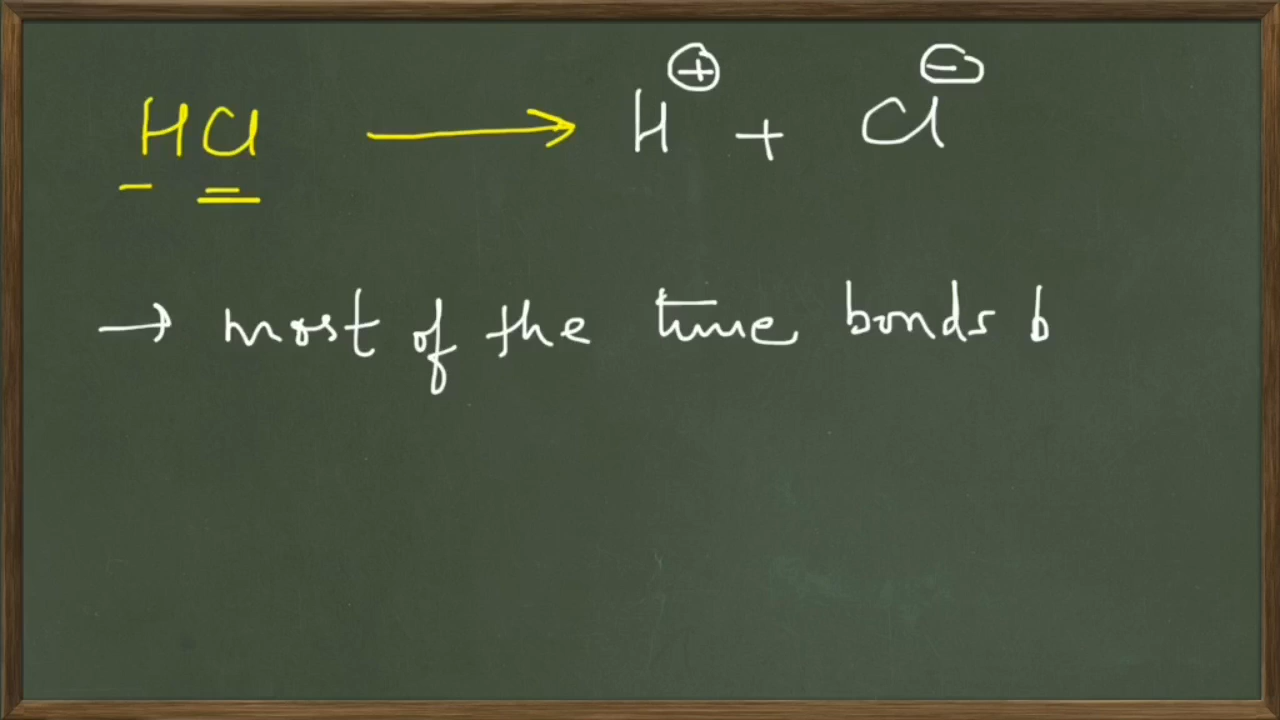 HCl → H⊕ + Cl⊖
→ most of the time bonds b